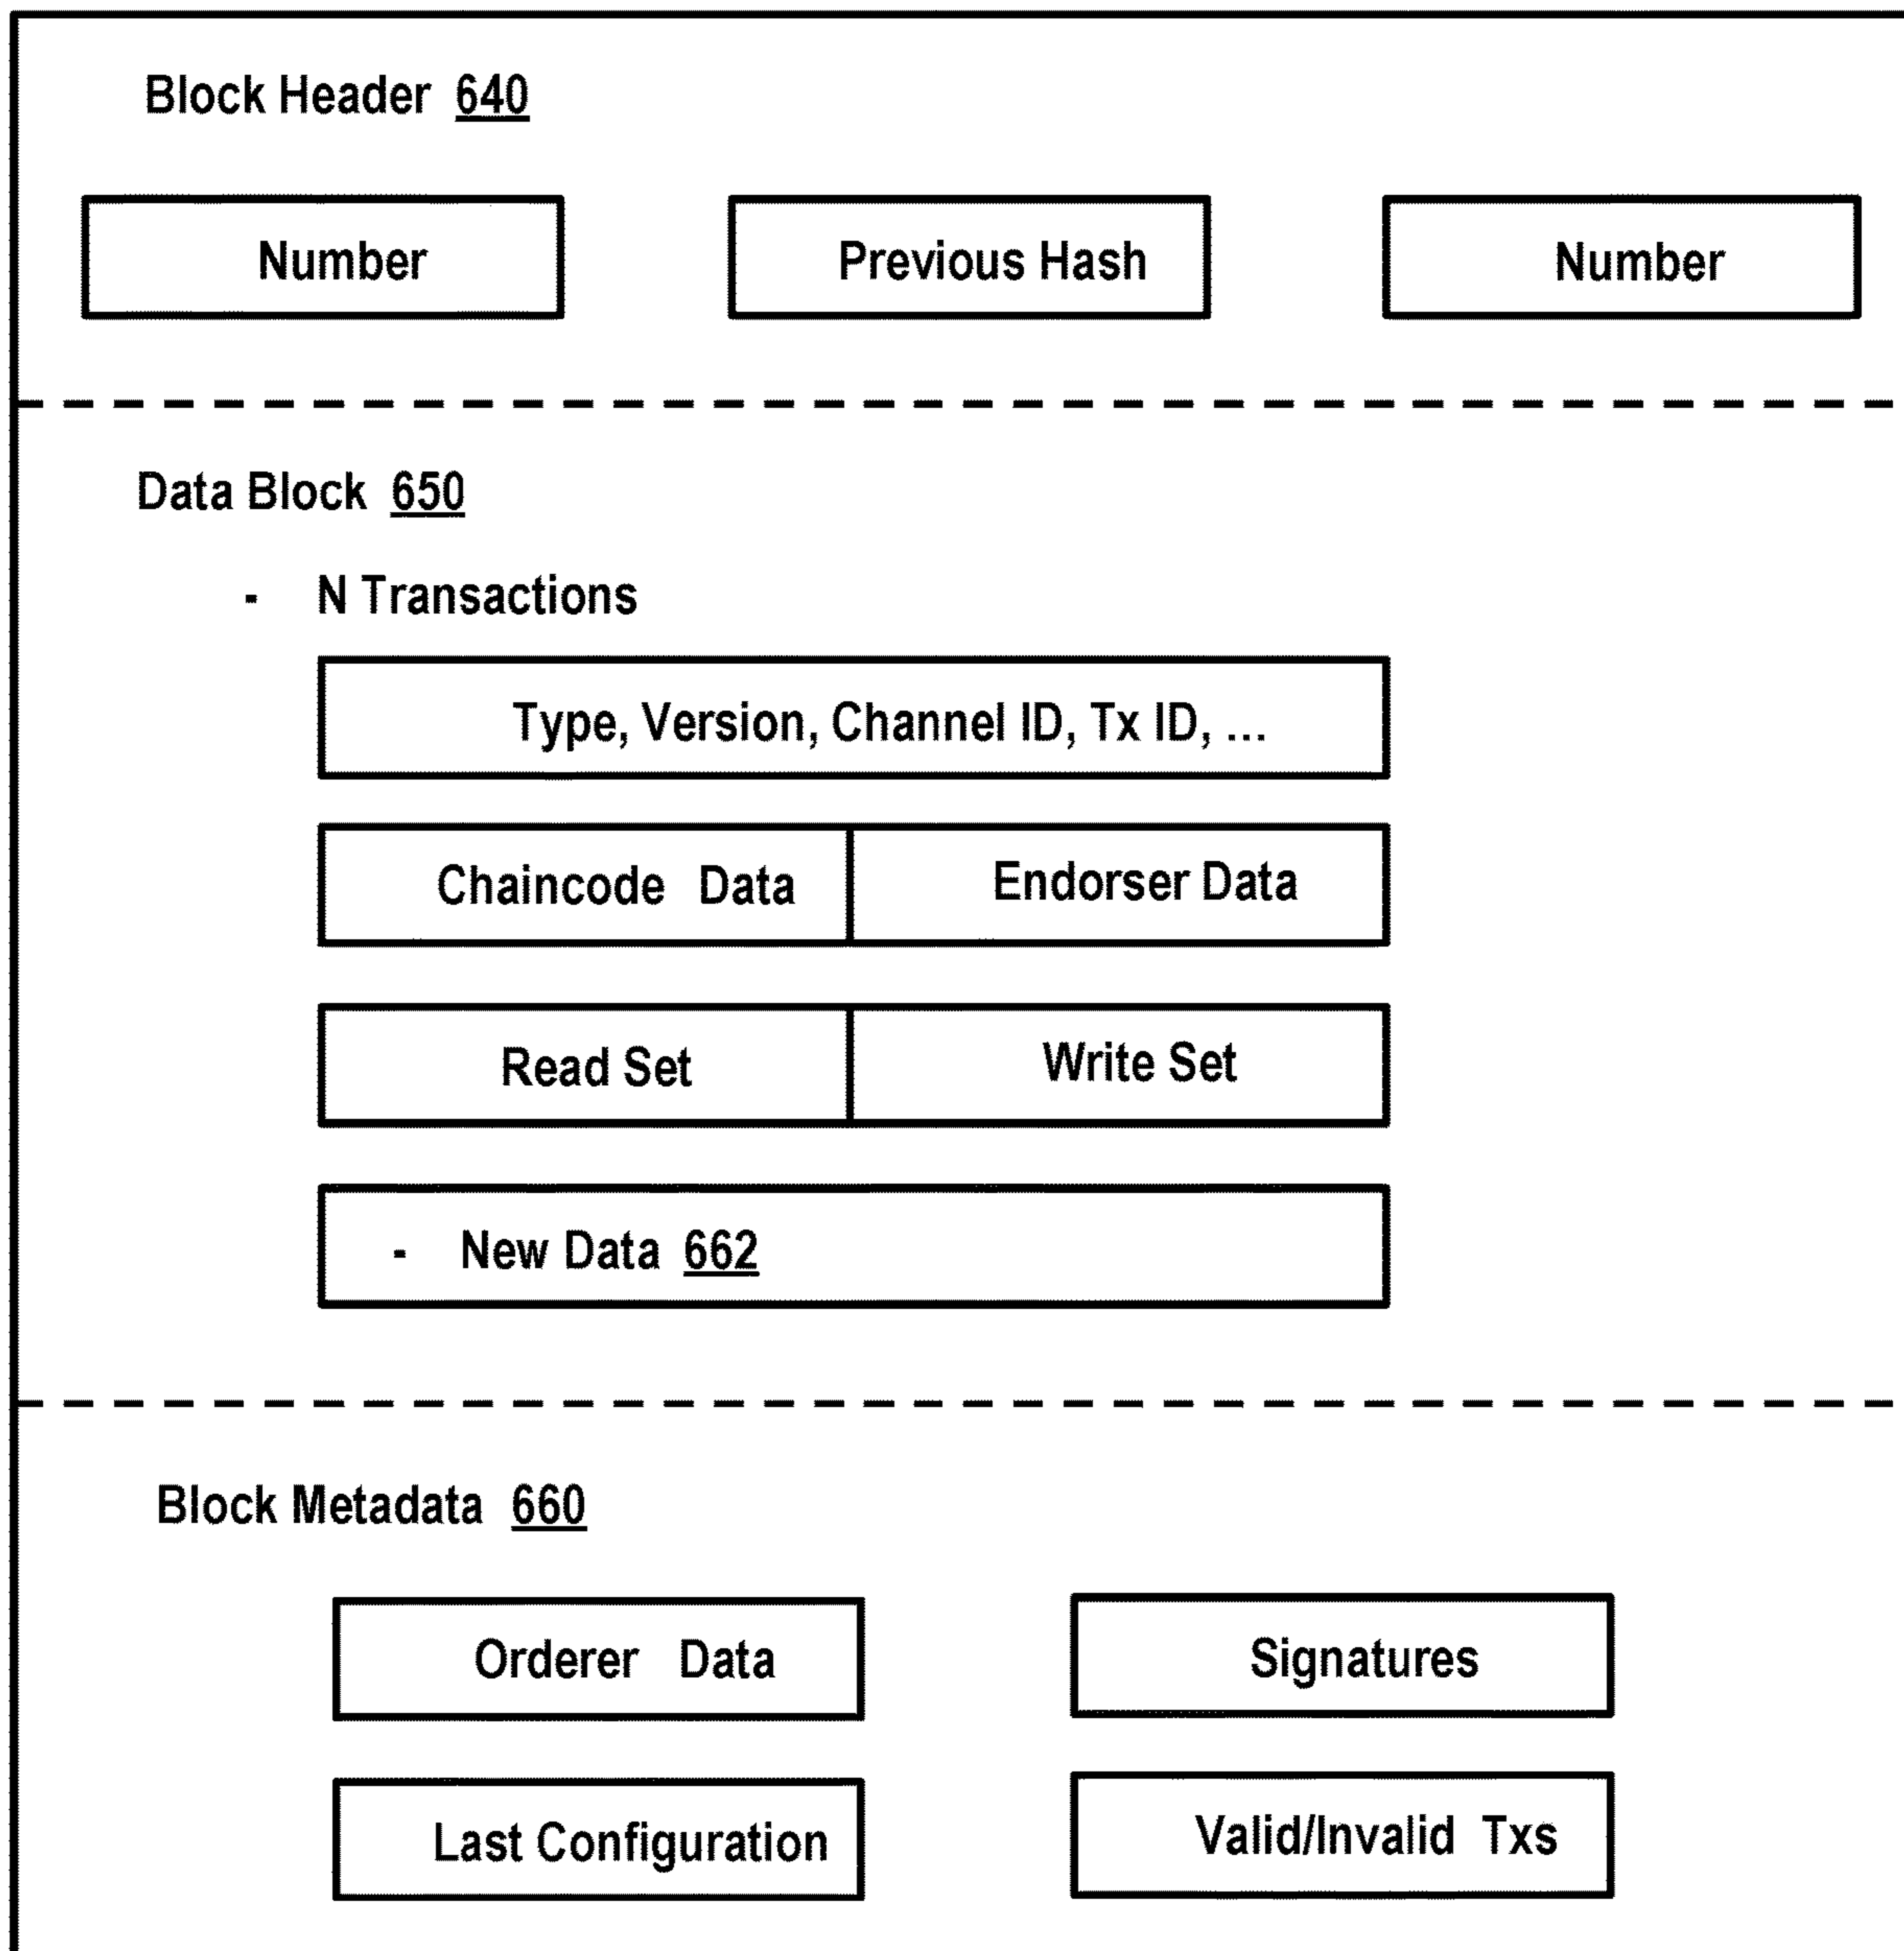 Block Header 640
Number Previous Hash Number
Data Block 650
- N Transactions
Type, Version, Channel ID, Tx ID, ...
Chaincode Data Endorser Data
Read Set Write Set
- New Data 662
Block Metadata 660
Orderer Data Signatures
Last Configuration Valid/Invalid Txs